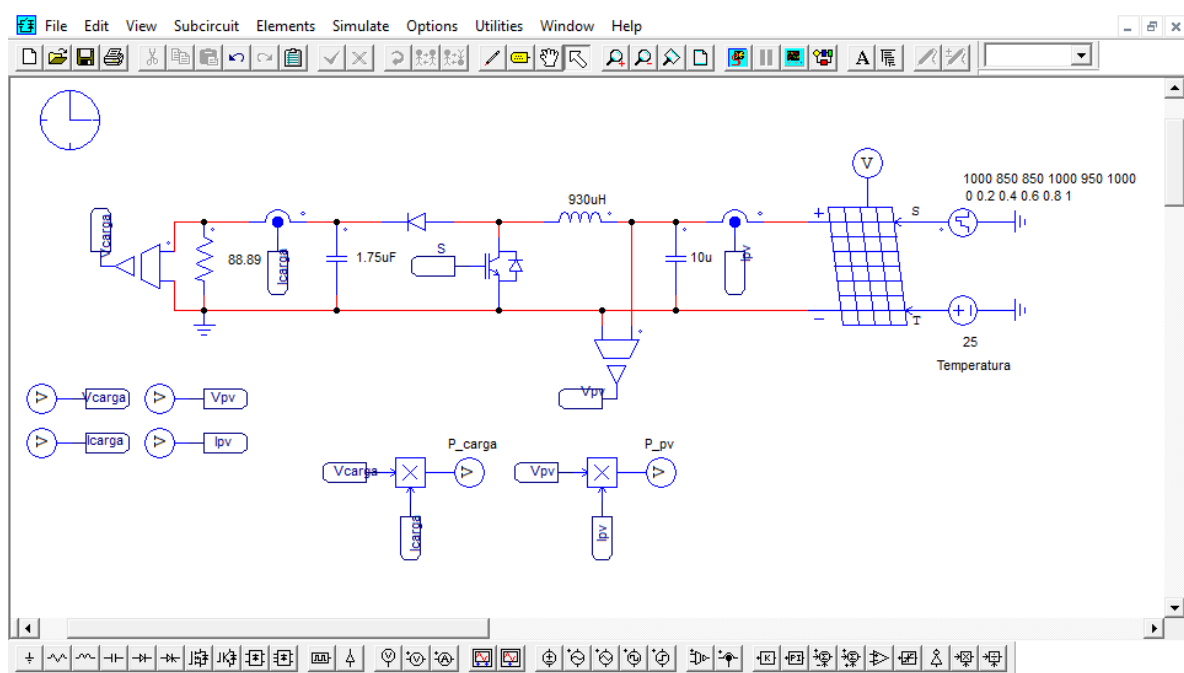 File Edit View Subcircuit Elements Simulate Options Utilities Window Help
A
V
1000 850 850 1000 950 1000
0 0.2 0.4 0.6 0.8 1
930uH
S
Vcarga
88.89
Icarga
1.75uF
S
10u
Ipv
+
−
T
25
Temperatura
Vpv
Vcarga
V
Vpv
V
Icarga
V
Ipv
V
P_carga
P_pv
Vcarga
V
Vpv
V
Icarga
Ipv
V V A
K PI